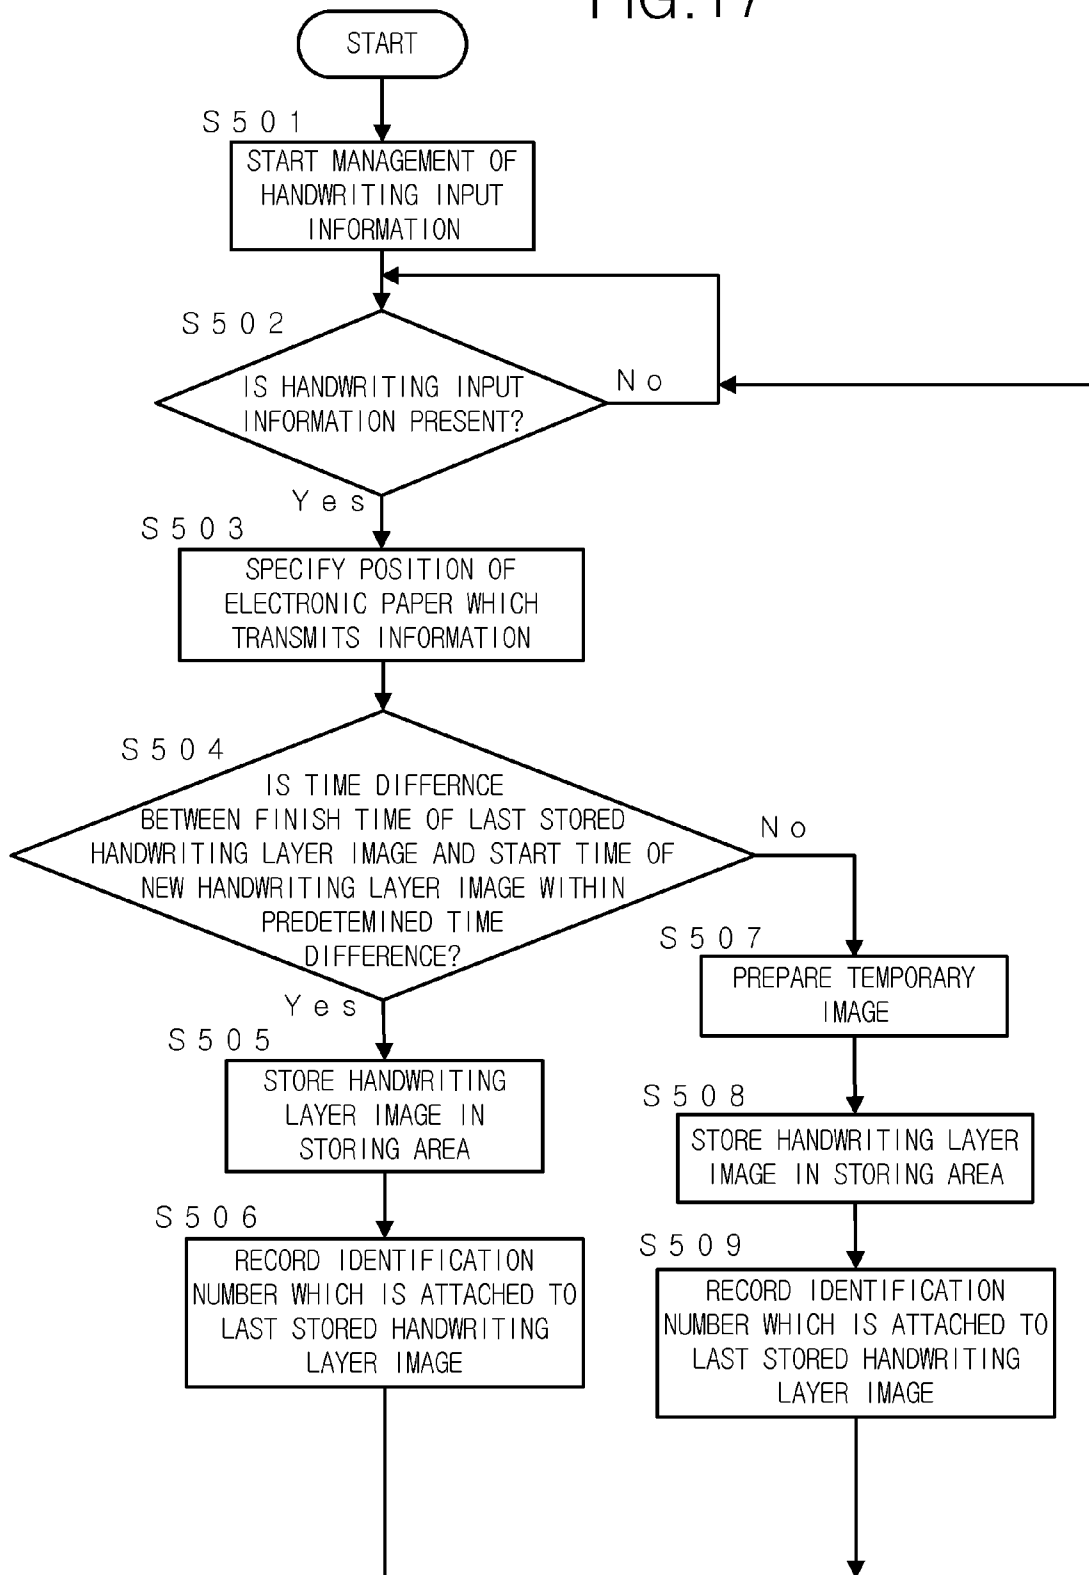 FIG.17
START
S501
START MANAGEMENT OF
HANDWRITING INPUT
INFORMATION
S502
IS HANDWRITING INPUT
INFORMATION PRESENT?
No
Yes
S503
SPECIFY POSITION OF
ELECTRONIC PAPER WHICH
TRANSMITS INFORMATION
S504
IS TIME DIFFERNCE
BETWEEN FINISH TIME OF LAST STORED
HANDWRITING LAYER IMAGE AND START TIME OF
NEW HANDWRITING LAYER IMAGE WITHIN
PREDETEMINED TIME
DIFFERENCE?
No
Yes
S505
STORE HANDWRITING
LAYER IMAGE IN
STORING AREA
S506
RECORD IDENTIFICATION
NUMBER WHICH IS ATTACHED TO
LAST STORED HANDWRITING
LAYER IMAGE
S507
PREPARE TEMPORARY
IMAGE
S508
STORE HANDWRITING LAYER
IMAGE IN STORING AREA
S509
RECORD IDENTIFICATION
NUMBER WHICH IS ATTACHED TO
LAST STORED HANDWRITING
LAYER IMAGE